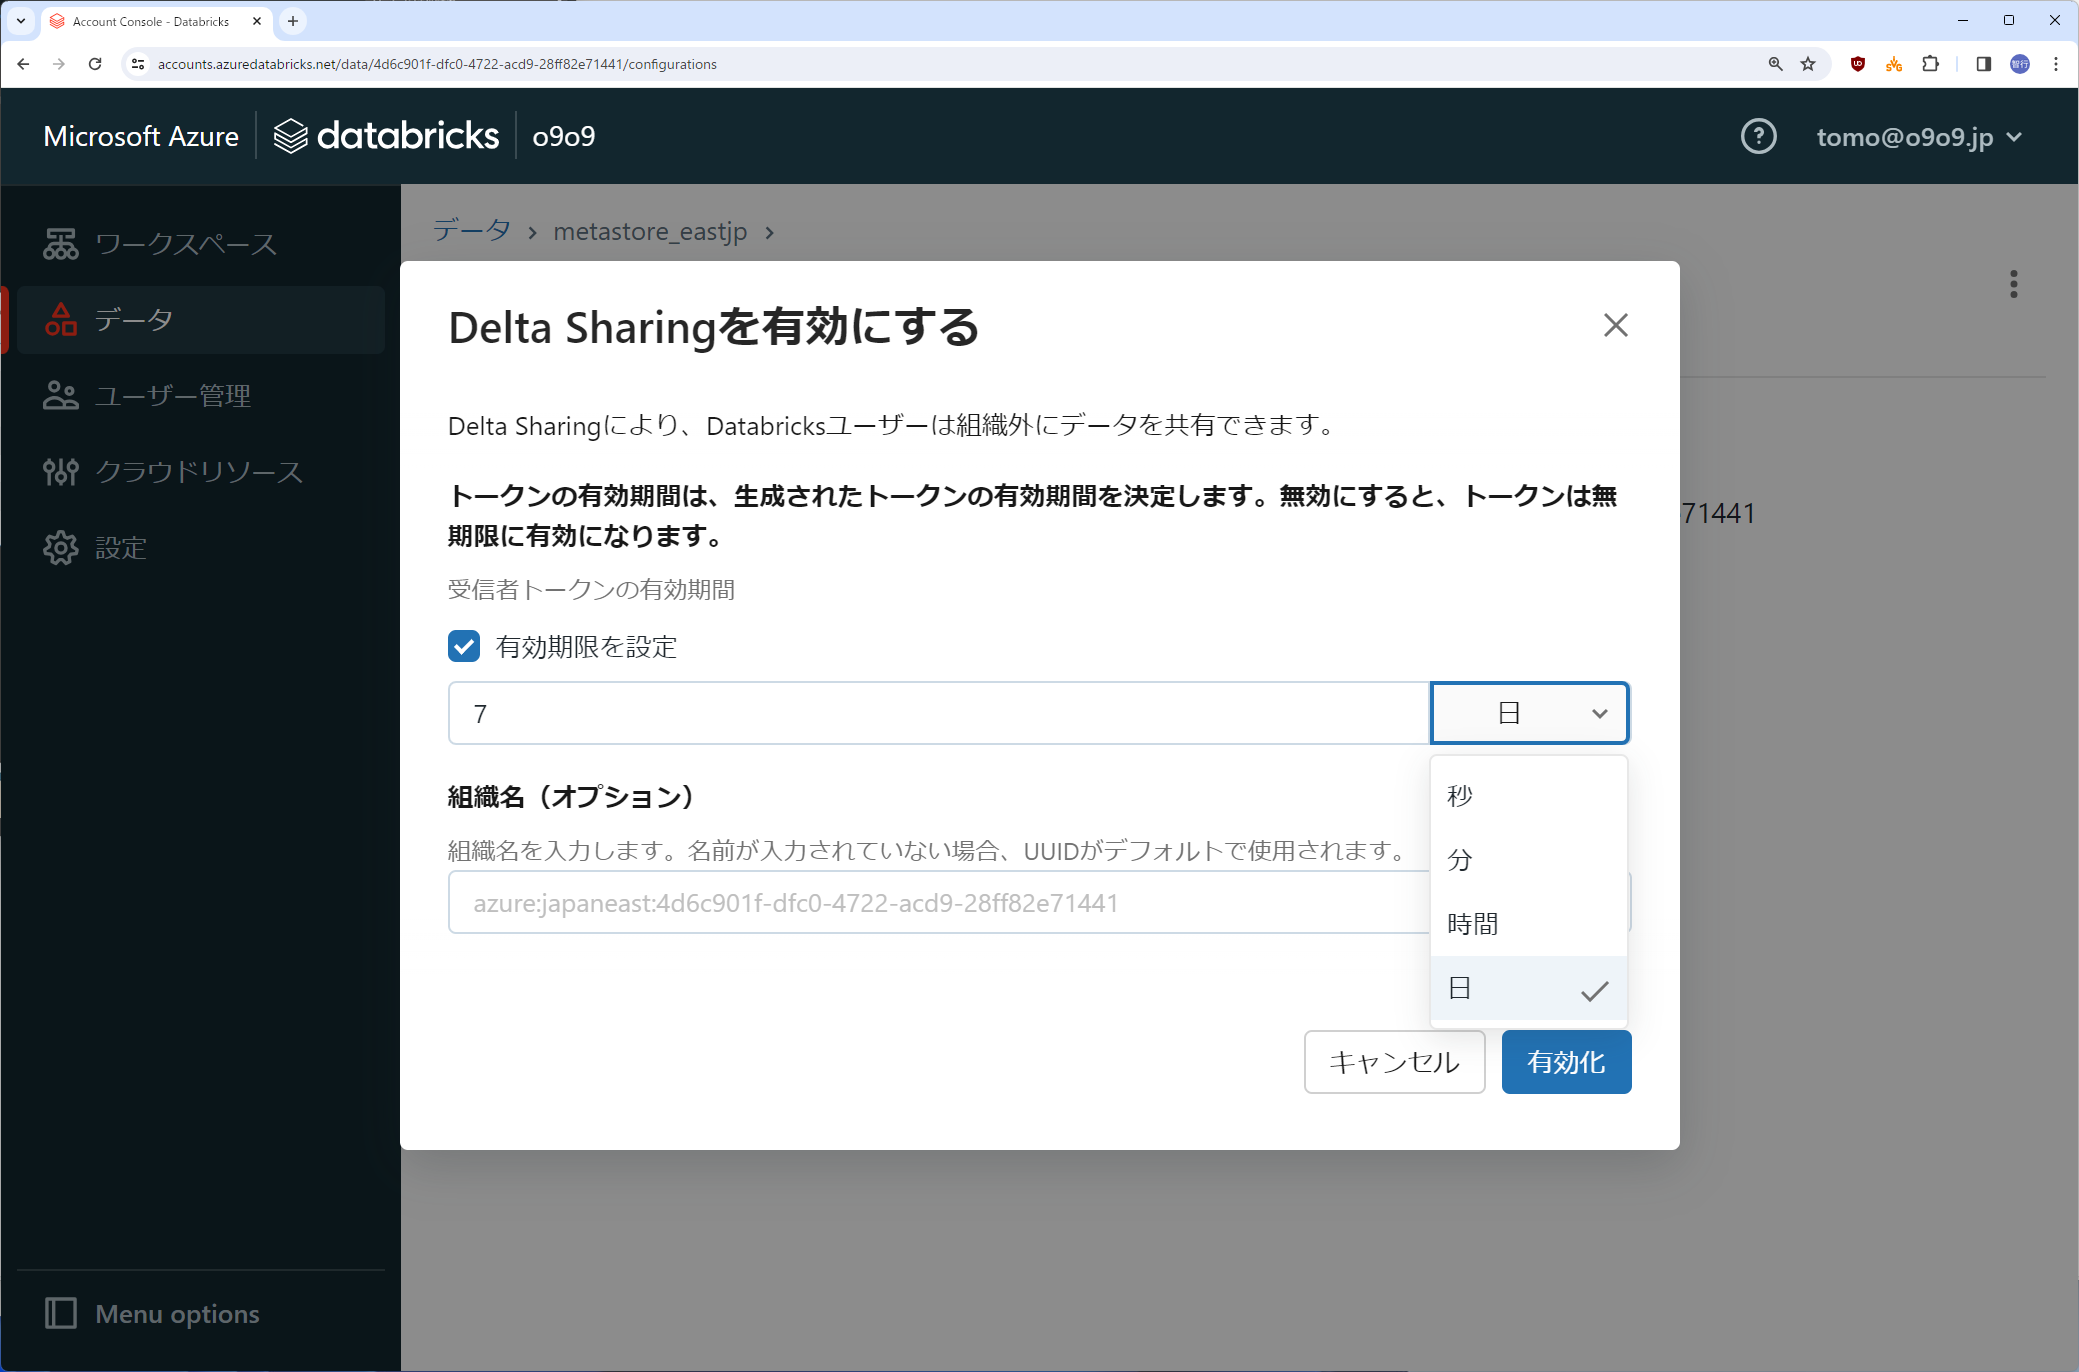 Account Console - Databricks
accounts.azuredatabricks.net/data/4d6c901f-dfc0-4722-acd9-28ff82e71441/configurations
Microsoft Azure databricks o9o9
tomo@o9o9.jp
ワークスペース
データ
ユーザー管理
クラウドリソース
設定
Menu options
データ › metastore_eastjp ›
71441
Delta Sharingを有効にする
Delta Sharingにより、Databricksユーザーは組織外にデータを共有できます。
トークンの有効期間は、生成されたトークンの有効期間を決定します。無効にすると、トークンは無
期限に有効になります。
受信者トークンの有効期間
有効期限を設定
7 日
秒
分
時間
日
組織名（オプション）
組織名を入力します。名前が入力されていない場合、UUIDがデフォルトで使用されます。
azure:japaneast:4d6c901f-dfc0-4722-acd9-28ff82e71441
キャンセル 有効化